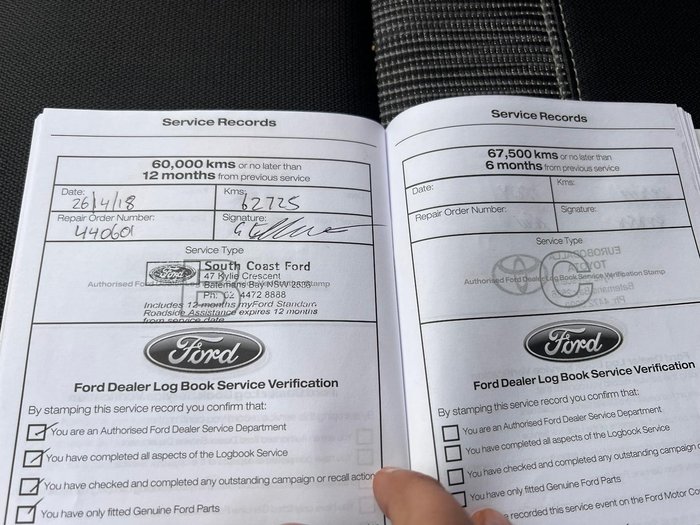 Service Records
60,000 kms or no later than
12 months from previous service
Date: 26/4/18
Kms: 62725
Repair Order Number: 440601
Signature:
Service Type
B
Authorised Ford Dealer Log Book Service Verification Stamp
Ford
South Coast Ford
47 Kylie Crescent
Batemans Bay NSW 2536
Ph: 02 4472 8888
Includes 12 months myFord Standard
Roadside Assistance expires 12 months
from service date
Ford
Ford Dealer Log Book Service Verification
By stamping this service record you confirm that:
You are an Authorised Ford Dealer Service Department
You have completed all aspects of the Logbook Service
You have checked and completed any outstanding campaign or recall action
You have only fitted Genuine Ford Parts
Service Records
67,500 kms or no later than
6 months from previous service
Date:
Kms:
Repair Order Number:
Signature:
Service Type
C
Authorised Ford Dealer Log Book Service Verification Stamp
Ford
Ford Dealer Log Book Service Verification
By stamping this service record you confirm that:
You are an Authorised Ford Dealer Service Department
You have completed all aspects of the Logbook Service
You have checked and completed any outstanding campaign
You have only fitted Genuine Ford Parts
recorded this service event on the Ford Motor Co